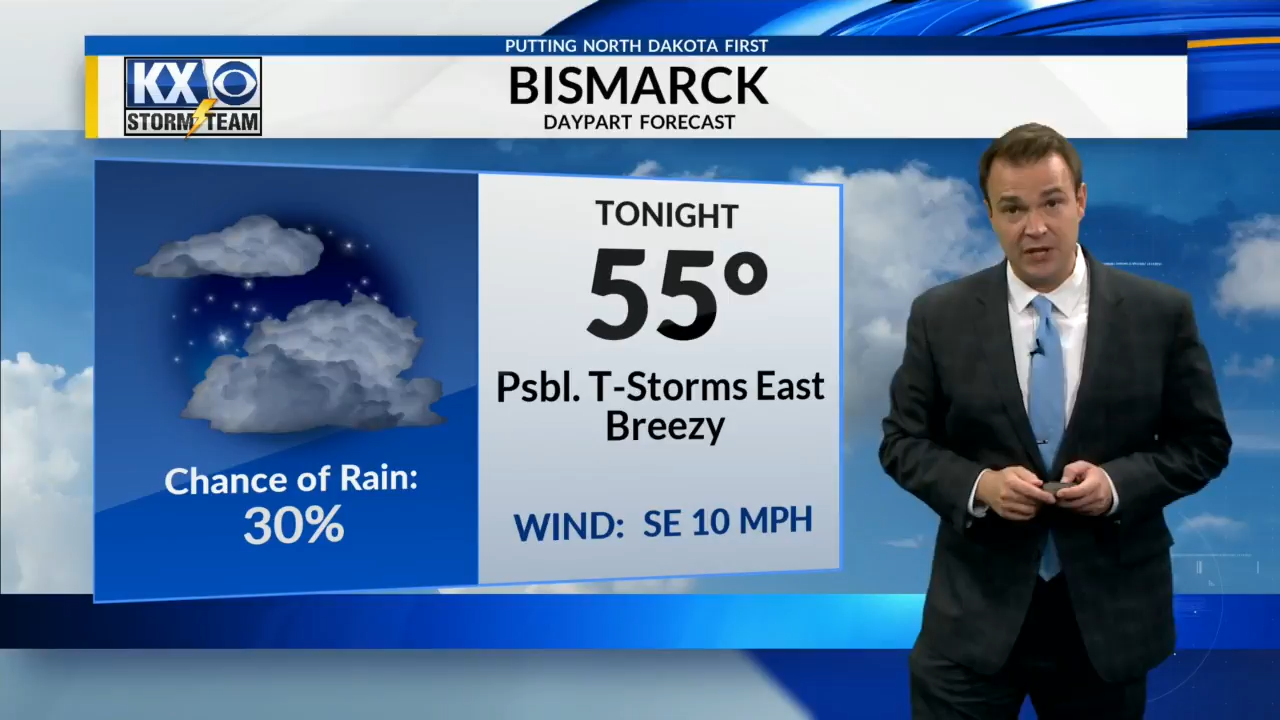 PUTTING NORTH DAKOTA FIRST
KX
STORM TEAM
BISMARCK
DAYPART FORECAST
TONIGHT
55°
Psbl. T-Storms East
Breezy
Chance of Rain:
30%
WIND: SE 10 MPH